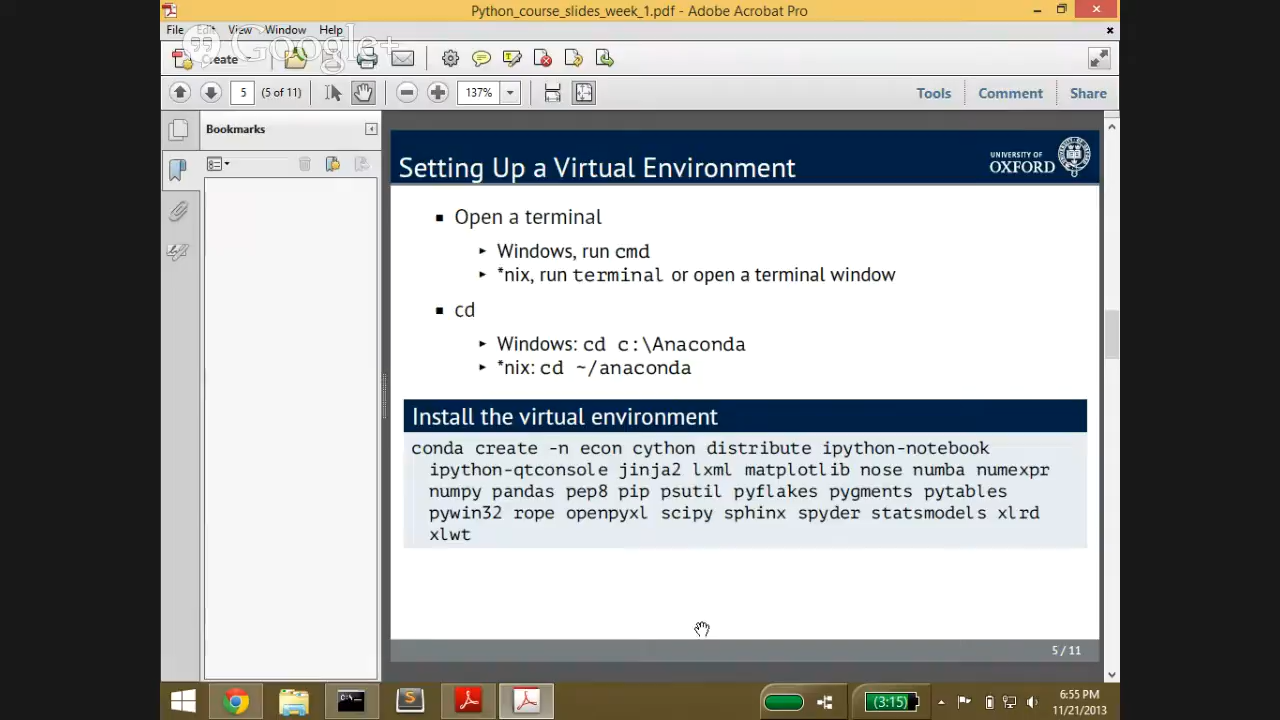 Python_course_slides_week_1.pdf - Adobe Acrobat Pro
File Edit View Window Help
Google+
Create
5 (5 of 11) 137% Tools Comment Share
Bookmarks
Setting Up a Virtual Environment
UNIVERSITY OF
OXFORD
Open a terminal
Windows, run cmd
*nix, run terminal or open a terminal window
cd
Windows: cd c:\Anaconda
*nix: cd ~/anaconda
Install the virtual environment
conda create -n econ cython distribute ipython-notebook
ipython-qtconsole jinja2 lxml matplotlib nose numba numexpr
numpy pandas pep8 pip psutil pyflakes pygments pytables
pywin32 rope openpyxl scipy sphinx spyder statsmodels xlrd
xlwt
5 / 11
(3:15)
6:55 PM
11/21/2013